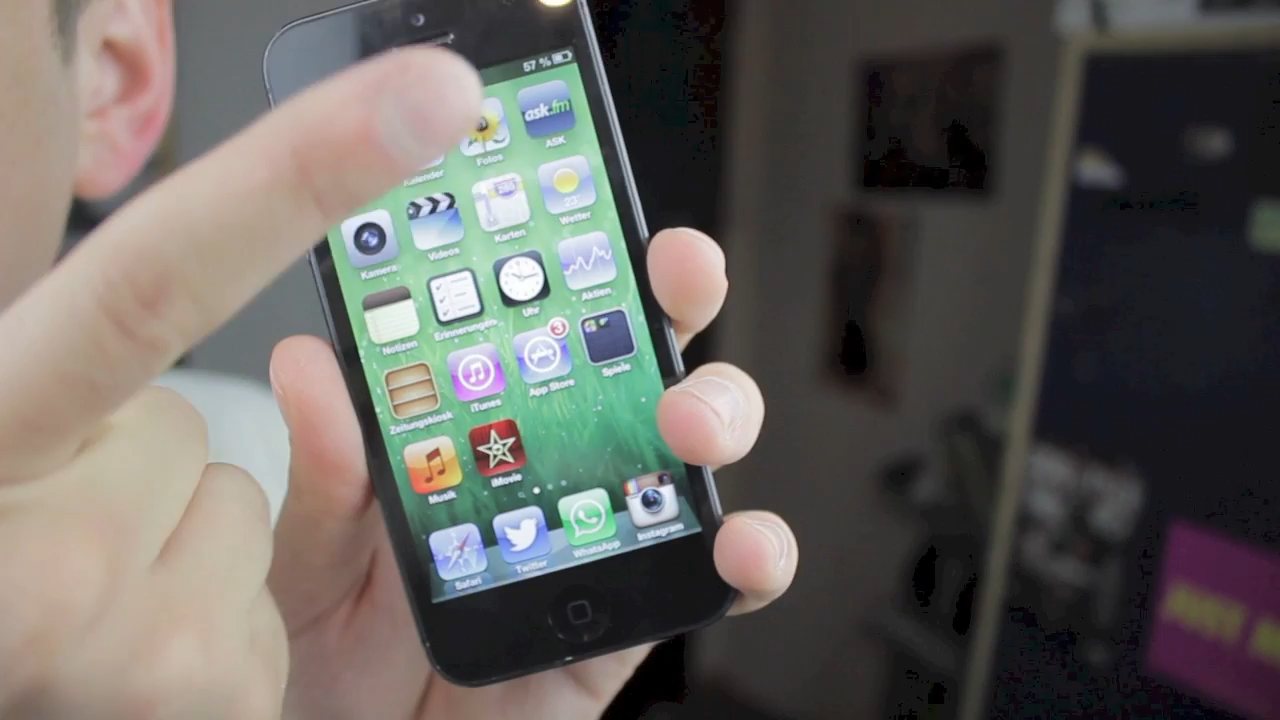 57 %
Kalender
Fotos
ask.fm
ASK
Kamera
Videos
Karten
23°
Wetter
Notizen
Erinnerungen
Uhr
Aktien
Zeitungskiosk
iTunes
3
App Store
Spiele
Musik
iMovie
Safari
Twitter
WhatsApp
Instagram
JUST